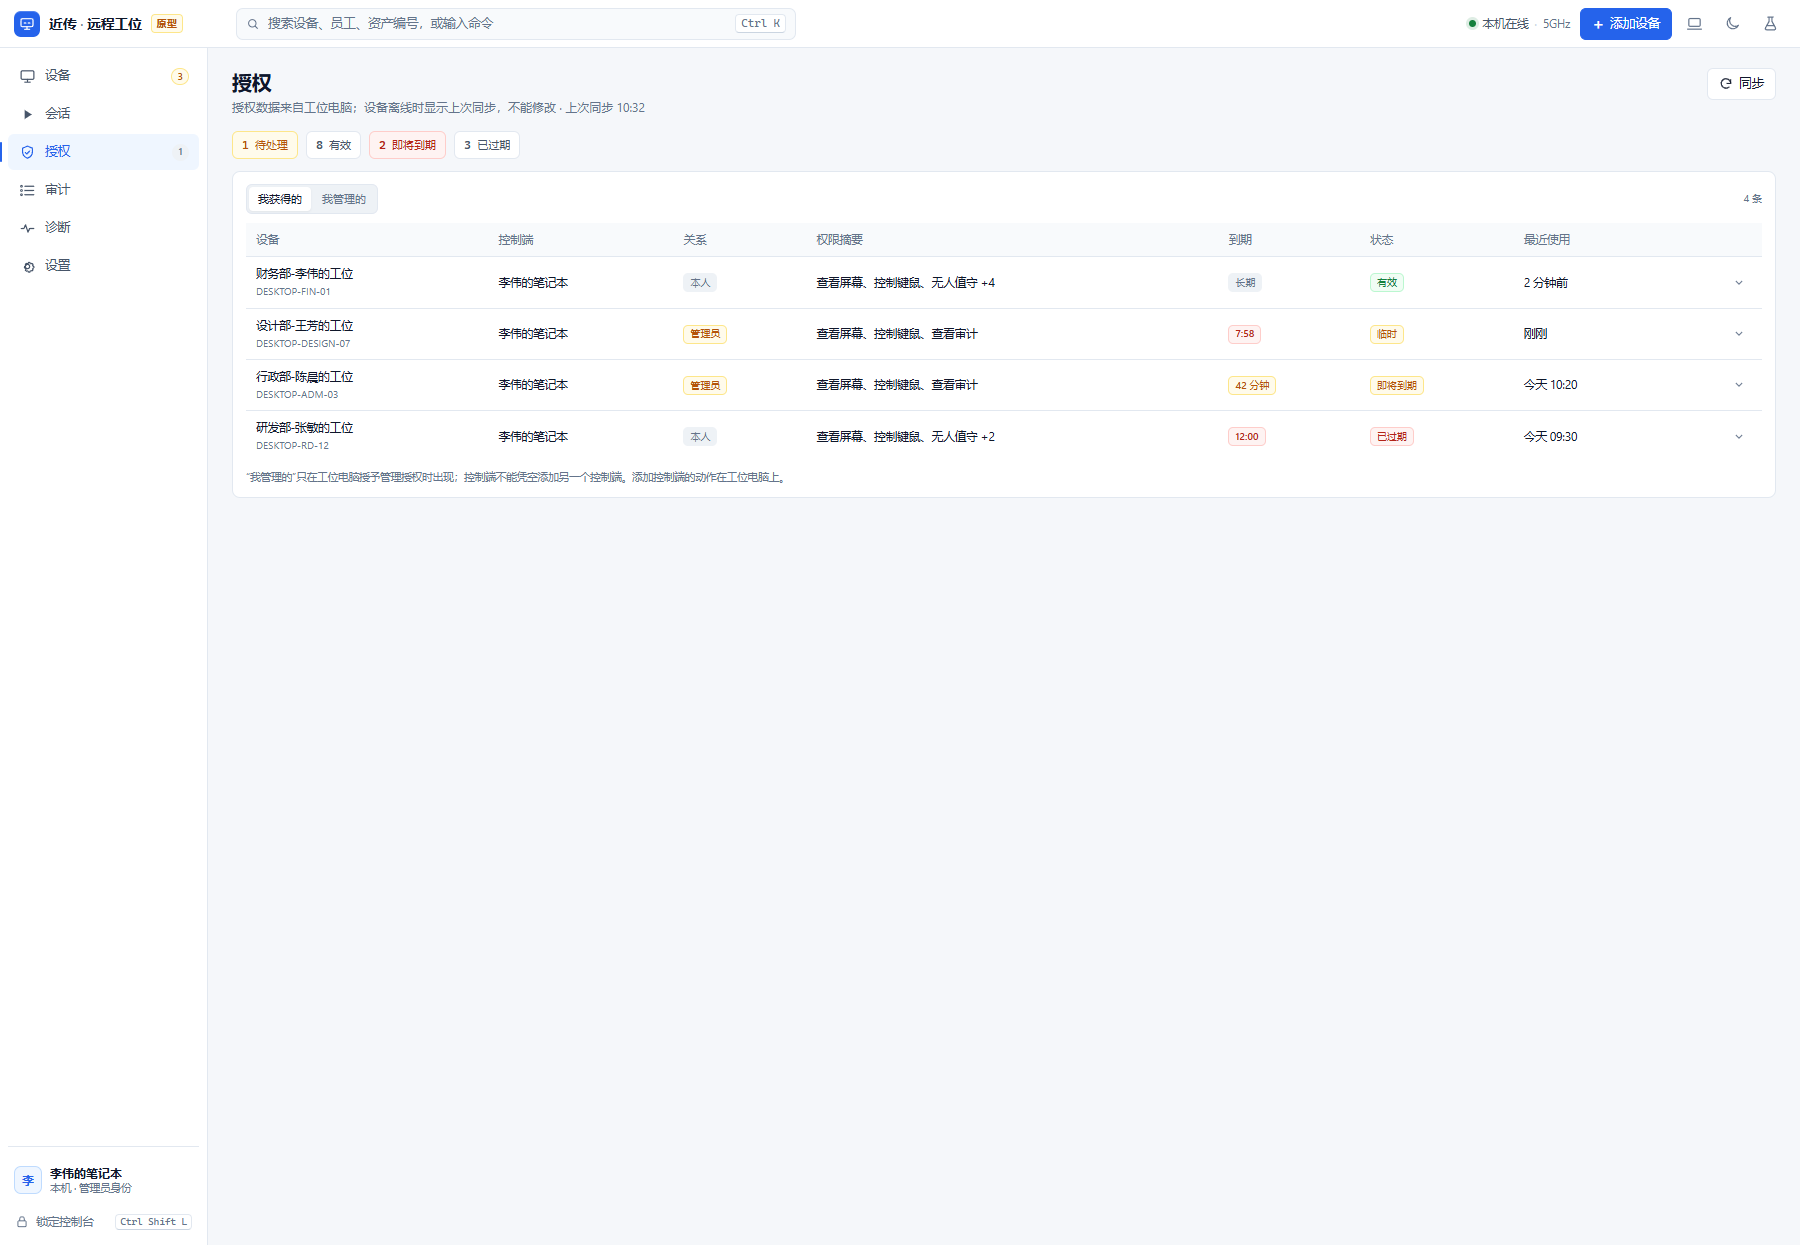 近传 · 远程工位 原型
搜索设备、员工、资产编号，或输入命令 Ctrl K
本机在线 · 5GHz
+ 添加设备
设备 3
会话
授权 1
审计
诊断
设置
授权
授权数据来自工位电脑；设备离线时显示上次同步，不能修改 · 上次同步 10:32
同步
1 待处理 8 有效 2 即将到期 3 已过期
我获得的 我管理的 4 条
设备 控制端 关系 权限摘要 到期 状态 最近使用
财务部-李伟的工位
DESKTOP-FIN-01
李伟的笔记本 本人 查看屏幕、控制键鼠、无人值守 +4 长期 有效 2 分钟前
设计部-王芳的工位
DESKTOP-DESIGN-07
李伟的笔记本 管理员 查看屏幕、控制键鼠、查看审计 7:58 临时 刚刚
行政部-陈晨的工位
DESKTOP-ADM-03
李伟的笔记本 管理员 查看屏幕、控制键鼠、查看审计 42 分钟 即将到期 今天 10:20
研发部-张敏的工位
DESKTOP-RD-12
李伟的笔记本 本人 查看屏幕、控制键鼠、无人值守 +2 12:00 已过期 今天 09:30
“我管理的”只在工位电脑授予管理授权时出现；控制端不能凭空添加另一个控制端。添加控制端的动作在工位电脑上。
李
李伟的笔记本
本机 · 管理员身份
锁定控制台 Ctrl Shift L